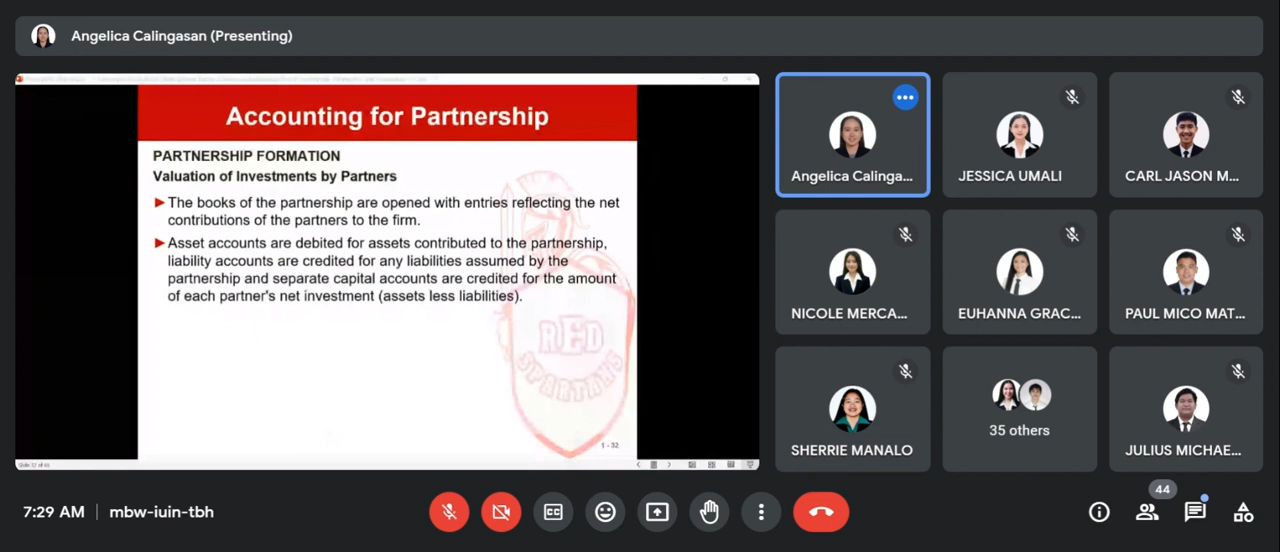 Angelica Calingasan (Presenting)
Accounting for Partnership
PARTNERSHIP FORMATION
Valuation of Investments by Partners
The books of the partnership are opened with entries reflecting the net
contributions of the partners to the firm.
Asset accounts are debited for assets contributed to the partnership,
liability accounts are credited for any liabilities assumed by the
partnership and separate capital accounts are credited for the amount
of each partner's net investment (assets less liabilities).
RED
SPARTANS
1 - 32
Angelica Calinga...
JESSICA UMALI
CARL JASON M...
NICOLE MERCA...
EUHANNA GRAC...
PAUL MICO MAT...
SHERRIE MANALO
35 others
JULIUS MICHAE...
7:29 AM
mbw-iuin-tbh
CC
44